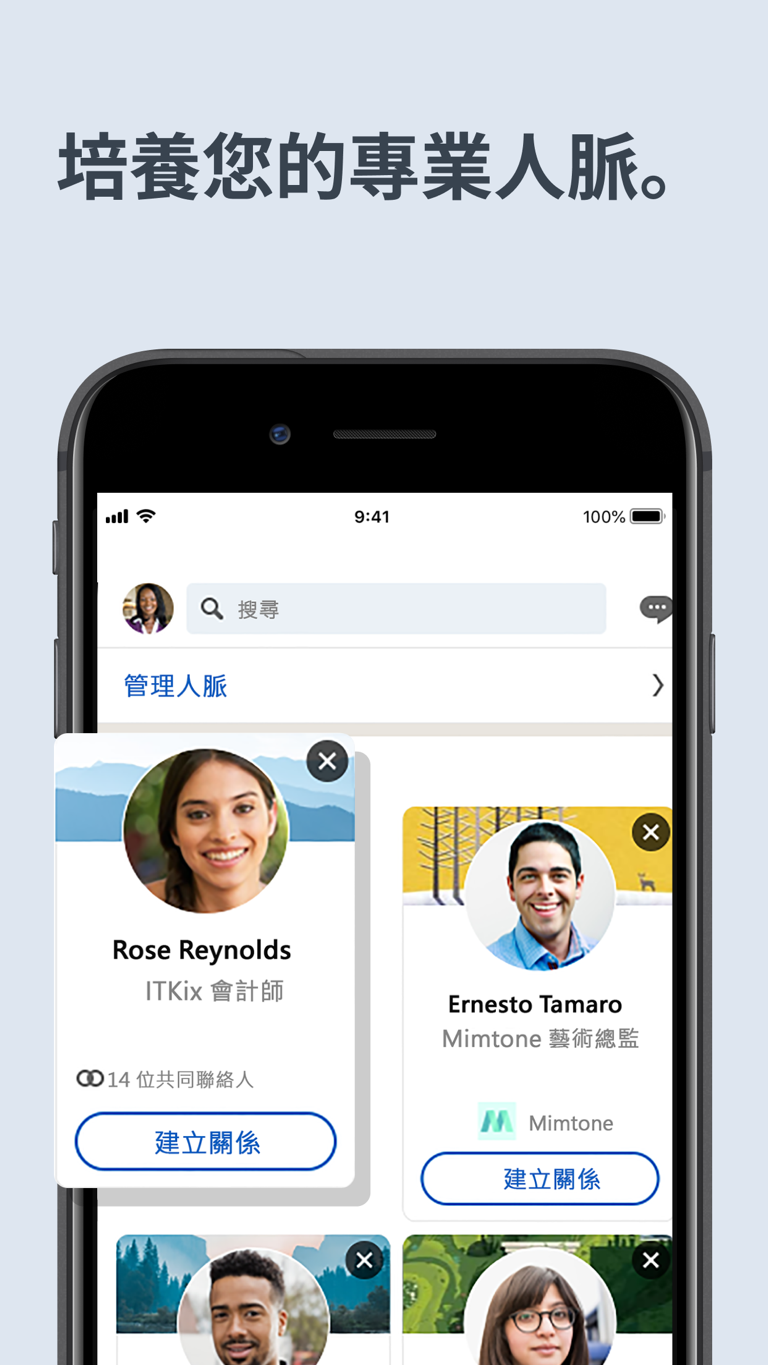 培養您的專業人脈。
9:41
100%
搜尋
管理人脈
Rose Reynolds
ITKix 會計師
14 位共同聯絡人
建立關係
Ernesto Tamaro
Mimtone 藝術總監
Mimtone
建立關係